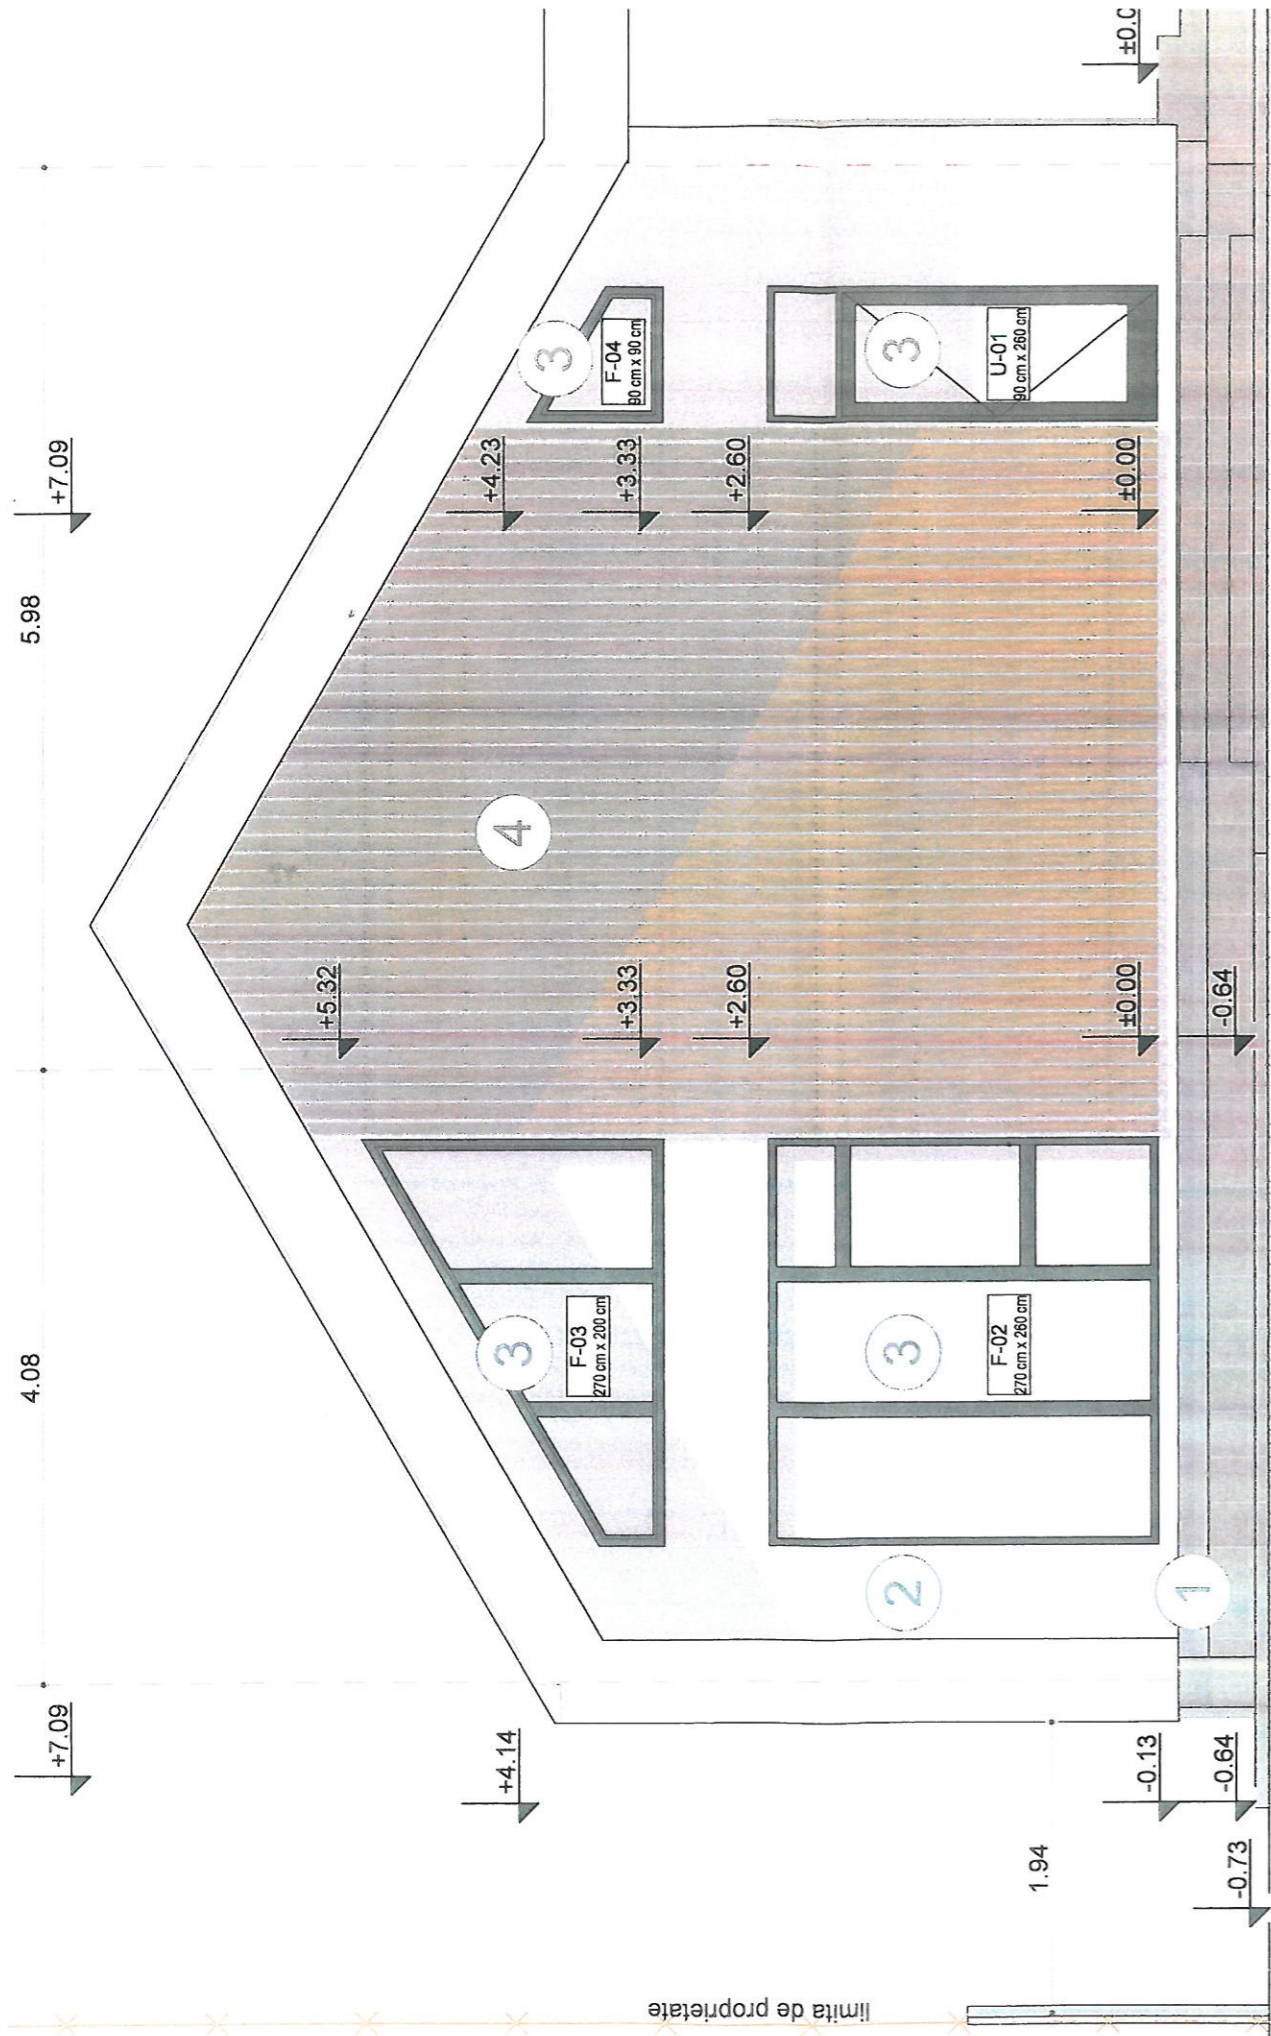 4.08
5.98
+7.09
+7.09
+5.32
+4.23
+4.14
3
3
4
F-03
270 cm x 200 cm
F-04
90 cm x 90 cm
+3.33
+3.33
+2.60
+2.60
2
3
3
F-02
270 cm x 260 cm
U-01
90 cm x 260 cm
1.94
±0.00
±0.00
-0.13
1
-0.64
-0.64
-0.73
limita de proprietate